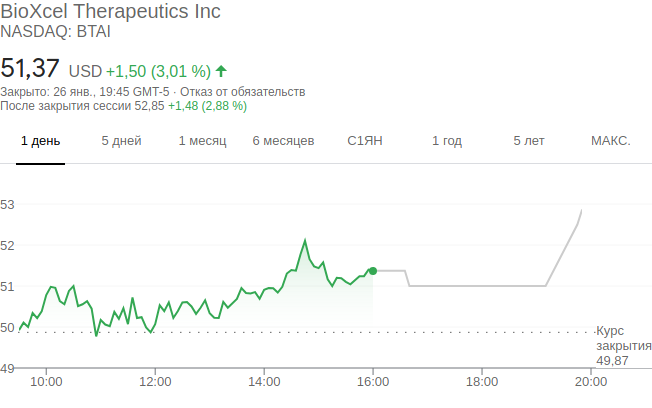 BioXcel Therapeutics Inc
NASDAQ: BTAI
51,37 USD +1,50 (3,01 %)
Закрыто: 26 янв., 19:45 GMT-5 · Отказ от обязательств
После закрытия сессии 52,85 +1,48 (2,88 %)
1 день 5 дней 1 месяц 6 месяцев С1ЯН 1 год 5 лет МАКС.
53
52
51
50
Курс
закрытия
49,87
49
10:00 12:00 14:00 16:00 18:00 20:00